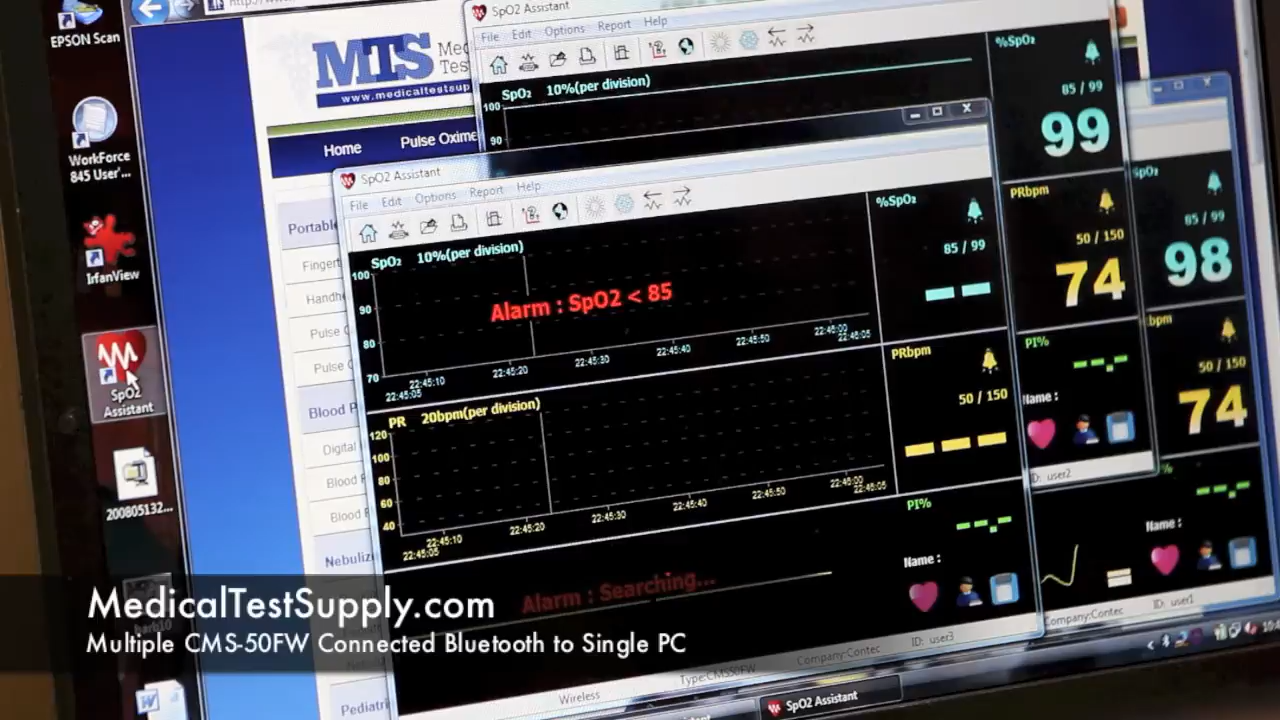 EPSON Scan
WorkForce
845 User'...
IrfanView
SpO2
Assistant
200805132...
MTS
Med
Tes
www.medicaltestsup
Home
Pulse Oxime
Portabl
Finger
Handh
Pulse
Pulse
Blood P
Digital
Blood
Blood
Nebuliz
Pediatri
SpO2 Assistant
File Edit Options Report Help
SpO₂ 10%(per division)
100
90
%SpO₂
85 / 99
99
PRbpm
50 / 150
74
PI%
--.--
Name :
ID: user2
SpO2 Assistant
File Edit Options Report Help
SpO₂ 10%(per division)
100
90
80
70
Alarm : SpO2 < 85
22:45:05
22:45:10
22:45:20
22:45:30
22:45:40
22:45:50
22:46:00
22:46:05
PR 20bpm(per division)
120
100
80
60
40
22:45:05
22:45:10
22:45:20
22:45:30
22:45:40
22:45:50
22:46:00
22:46:05
Alarm : Searching...
%SpO₂
85 / 99
-- --
PRbpm
50 / 150
-- -- --
PI%
--.--
Name :
Wireless
Type:CMS50FW
Company:Contec
ID: user3
SpO₂
85 / 99
98
bpm
50 / 150
74
%
--.--
Name :
Company:Contec
ID: user1
SpO2 Assistant
MedicalTestSupply.com
Multiple CMS-50FW Connected Bluetooth to Single PC